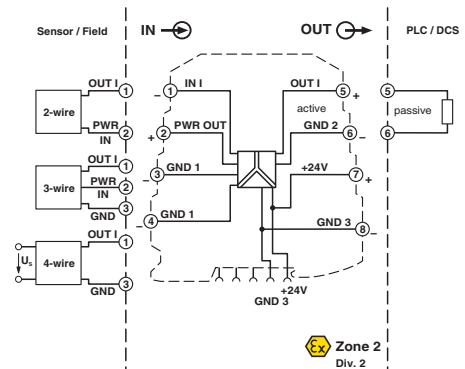 Sensor / Field
IN
OUT
PLC / DCS
OUT I
1
2-wire
PWR
IN
2
OUT I
1
3-wire
PWR
IN
2
GND
3
OUT I
1
Us
4-wire
GND
3
– 1 IN I
+ 2 PWR OUT
– 3 GND 1
– 4 GND 1
OUT I 5 +
active
GND 2 6 –
+24V 7 +
GND 3 8 –
+24V
GND 3
5
passive
6
Ex Zone 2
Div. 2